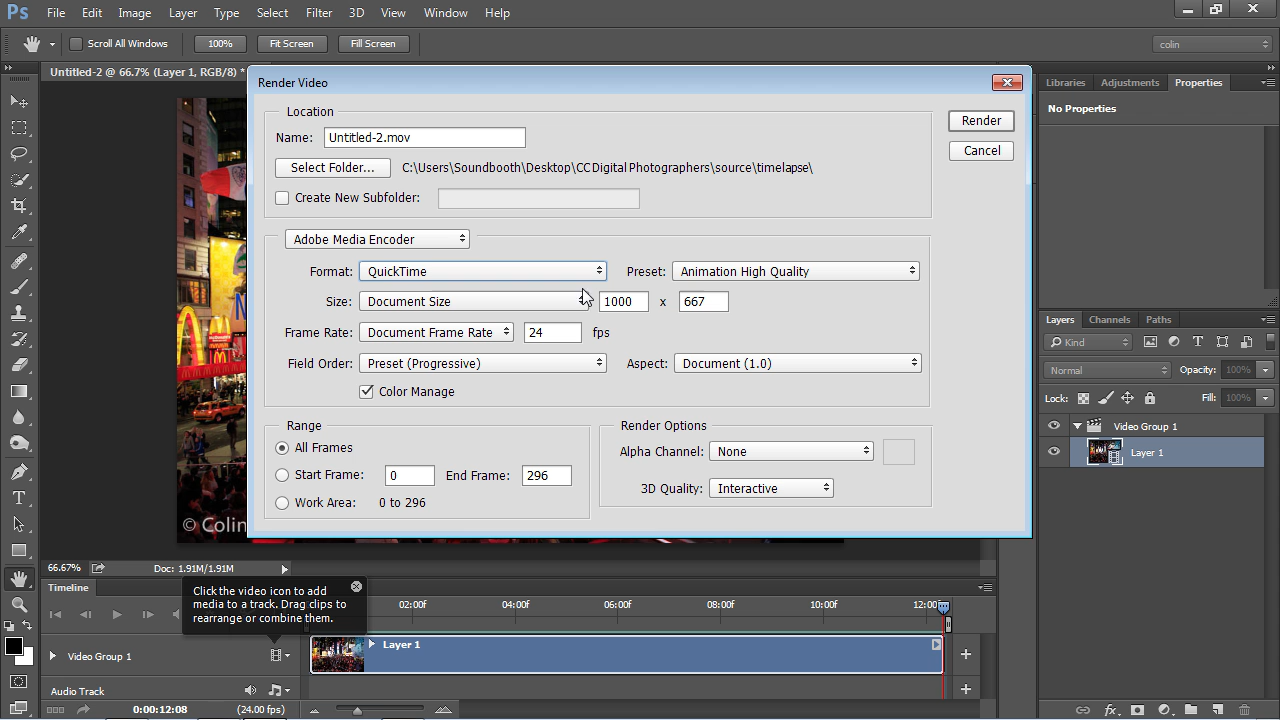 Ps File Edit Image Layer Type Select Filter 3D View Window Help
Scroll All Windows 100% Fit Screen Fill Screen colin
Untitled-2 @ 66.7% (Layer 1, RGB/8) *
Render Video
Location
Name: Untitled-2.mov
Select Folder... C:\Users\Soundbooth\Desktop\CC Digital Photographers\source\timelapse\
Create New Subfolder:
Render
Cancel
Adobe Media Encoder
Format: QuickTime Preset: Animation High Quality
Size: Document Size 1000 x 667
Frame Rate: Document Frame Rate 24 fps
Field Order: Preset (Progressive) Aspect: Document (1.0)
Color Manage
Range
All Frames
Start Frame: 0 End Frame: 296
Work Area: 0 to 296
Render Options
Alpha Channel: None
3D Quality: Interactive
Libraries Adjustments Properties
No Properties
Layers Channels Paths
Kind
Normal Opacity: 100%
Lock: Fill: 100%
Video Group 1
Layer 1
© Colin
66.67% Doc: 1.91M/1.91M
Timeline
Click the video icon to add
media to a track. Drag clips to
rearrange or combine them.
02:00f 04:00f 06:00f 08:00f 10:00f 12:00f
Video Group 1 Layer 1
Audio Track
0:00:12:08 (24.00 fps)